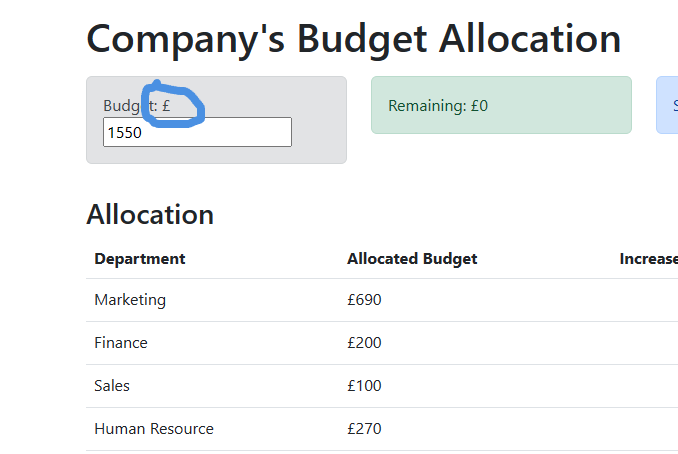 Company's Budget Allocation
Budget: £
1550
Remaining: £0
S
Allocation
Department Allocated Budget Increase
Marketing £690
Finance £200
Sales £100
Human Resource £270